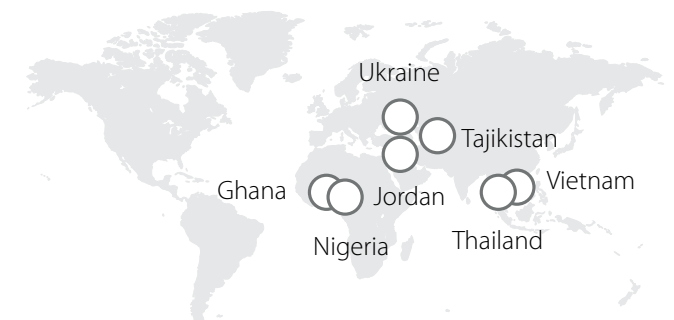 Ukraine
Tajikistan
Vietnam
Ghana
Jordan
Thailand
Nigeria